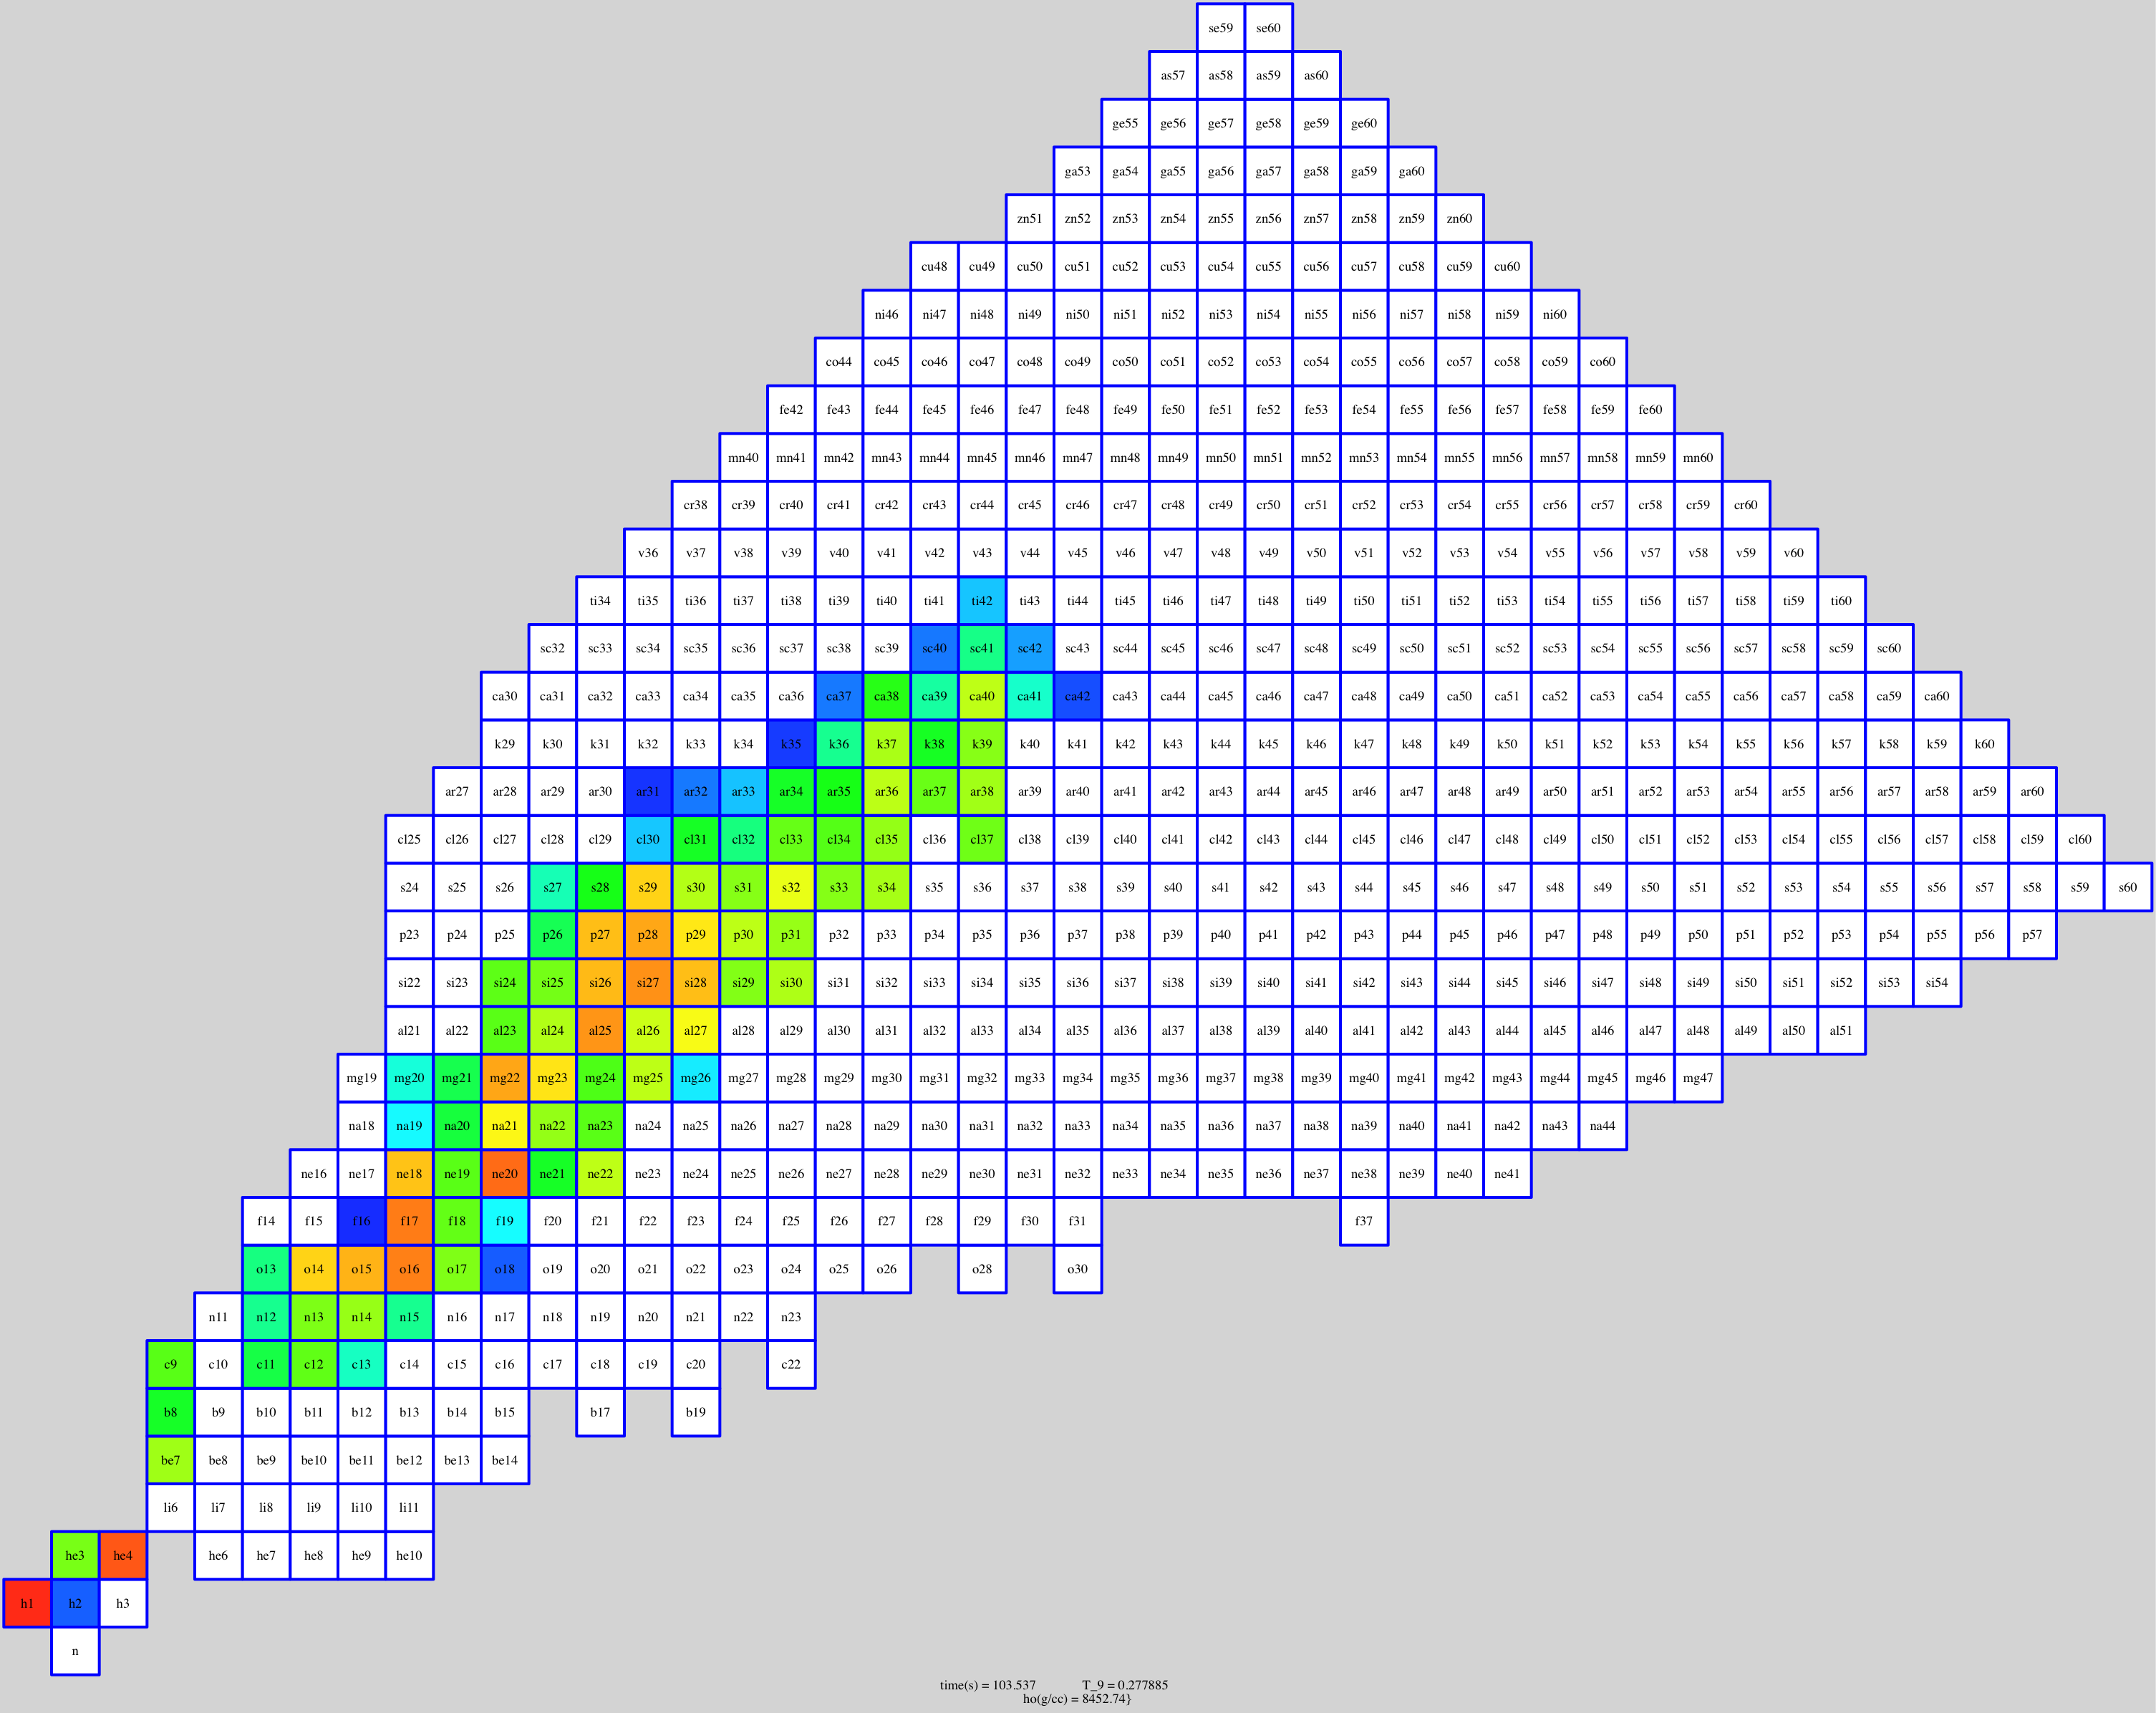 se59 se60
as57 as58 as59 as60
ge55 ge56 ge57 ge58 ge59 ge60
ga53 ga54 ga55 ga56 ga57 ga58 ga59 ga60
zn51 zn52 zn53 zn54 zn55 zn56 zn57 zn58 zn59 zn60
cu48 cu49 cu50 cu51 cu52 cu53 cu54 cu55 cu56 cu57 cu58 cu59 cu60
ni46 ni47 ni48 ni49 ni50 ni51 ni52 ni53 ni54 ni55 ni56 ni57 ni58 ni59 ni60
co44 co45 co46 co47 co48 co49 co50 co51 co52 co53 co54 co55 co56 co57 co58 co59 co60
fe42 fe43 fe44 fe45 fe46 fe47 fe48 fe49 fe50 fe51 fe52 fe53 fe54 fe55 fe56 fe57 fe58 fe59 fe60
mn40 mn41 mn42 mn43 mn44 mn45 mn46 mn47 mn48 mn49 mn50 mn51 mn52 mn53 mn54 mn55 mn56 mn57 mn58 mn59 mn60
cr38 cr39 cr40 cr41 cr42 cr43 cr44 cr45 cr46 cr47 cr48 cr49 cr50 cr51 cr52 cr53 cr54 cr55 cr56 cr57 cr58 cr59 cr60
v36 v37 v38 v39 v40 v41 v42 v43 v44 v45 v46 v47 v48 v49 v50 v51 v52 v53 v54 v55 v56 v57 v58 v59 v60
ti34 ti35 ti36 ti37 ti38 ti39 ti40 ti41 ti42 ti43 ti44 ti45 ti46 ti47 ti48 ti49 ti50 ti51 ti52 ti53 ti54 ti55 ti56 ti57 ti58 ti59 ti60
sc32 sc33 sc34 sc35 sc36 sc37 sc38 sc39 sc40 sc41 sc42 sc43 sc44 sc45 sc46 sc47 sc48 sc49 sc50 sc51 sc52 sc53 sc54 sc55 sc56 sc57 sc58 sc59 sc60
ca30 ca31 ca32 ca33 ca34 ca35 ca36 ca37 ca38 ca39 ca40 ca41 ca42 ca43 ca44 ca45 ca46 ca47 ca48 ca49 ca50 ca51 ca52 ca53 ca54 ca55 ca56 ca57 ca58 ca59 ca60
k29 k30 k31 k32 k33 k34 k35 k36 k37 k38 k39 k40 k41 k42 k43 k44 k45 k46 k47 k48 k49 k50 k51 k52 k53 k54 k55 k56 k57 k58 k59 k60
ar27 ar28 ar29 ar30 ar31 ar32 ar33 ar34 ar35 ar36 ar37 ar38 ar39 ar40 ar41 ar42 ar43 ar44 ar45 ar46 ar47 ar48 ar49 ar50 ar51 ar52 ar53 ar54 ar55 ar56 ar57 ar58 ar59 ar60
cl25 cl26 cl27 cl28 cl29 cl30 cl31 cl32 cl33 cl34 cl35 cl36 cl37 cl38 cl39 cl40 cl41 cl42 cl43 cl44 cl45 cl46 cl47 cl48 cl49 cl50 cl51 cl52 cl53 cl54 cl55 cl56 cl57 cl58 cl59 cl60
s24 s25 s26 s27 s28 s29 s30 s31 s32 s33 s34 s35 s36 s37 s38 s39 s40 s41 s42 s43 s44 s45 s46 s47 s48 s49 s50 s51 s52 s53 s54 s55 s56 s57 s58 s59 s60
p23 p24 p25 p26 p27 p28 p29 p30 p31 p32 p33 p34 p35 p36 p37 p38 p39 p40 p41 p42 p43 p44 p45 p46 p47 p48 p49 p50 p51 p52 p53 p54 p55 p56 p57
si22 si23 si24 si25 si26 si27 si28 si29 si30 si31 si32 si33 si34 si35 si36 si37 si38 si39 si40 si41 si42 si43 si44 si45 si46 si47 si48 si49 si50 si51 si52 si53 si54
al21 al22 al23 al24 al25 al26 al27 al28 al29 al30 al31 al32 al33 al34 al35 al36 al37 al38 al39 al40 al41 al42 al43 al44 al45 al46 al47 al48 al49 al50 al51
mg19 mg20 mg21 mg22 mg23 mg24 mg25 mg26 mg27 mg28 mg29 mg30 mg31 mg32 mg33 mg34 mg35 mg36 mg37 mg38 mg39 mg40 mg41 mg42 mg43 mg44 mg45 mg46 mg47
na18 na19 na20 na21 na22 na23 na24 na25 na26 na27 na28 na29 na30 na31 na32 na33 na34 na35 na36 na37 na38 na39 na40 na41 na42 na43 na44
ne16 ne17 ne18 ne19 ne20 ne21 ne22 ne23 ne24 ne25 ne26 ne27 ne28 ne29 ne30 ne31 ne32 ne33 ne34 ne35 ne36 ne37 ne38 ne39 ne40 ne41
f14 f15 f16 f17 f18 f19 f20 f21 f22 f23 f24 f25 f26 f27 f28 f29 f30 f31 f37
o13 o14 o15 o16 o17 o18 o19 o20 o21 o22 o23 o24 o25 o26 o28 o30
n11 n12 n13 n14 n15 n16 n17 n18 n19 n20 n21 n22 n23
c9 c10 c11 c12 c13 c14 c15 c16 c17 c18 c19 c20 c22
b8 b9 b10 b11 b12 b13 b14 b15 b17 b19
be7 be8 be9 be10 be11 be12 be13 be14
li6 li7 li8 li9 li10 li11
he3 he4 he6 he7 he8 he9 he10
h1 h2 h3
n
time(s) = 103.537 T_9 = 0.277885
ho(g/cc) = 8452.74}